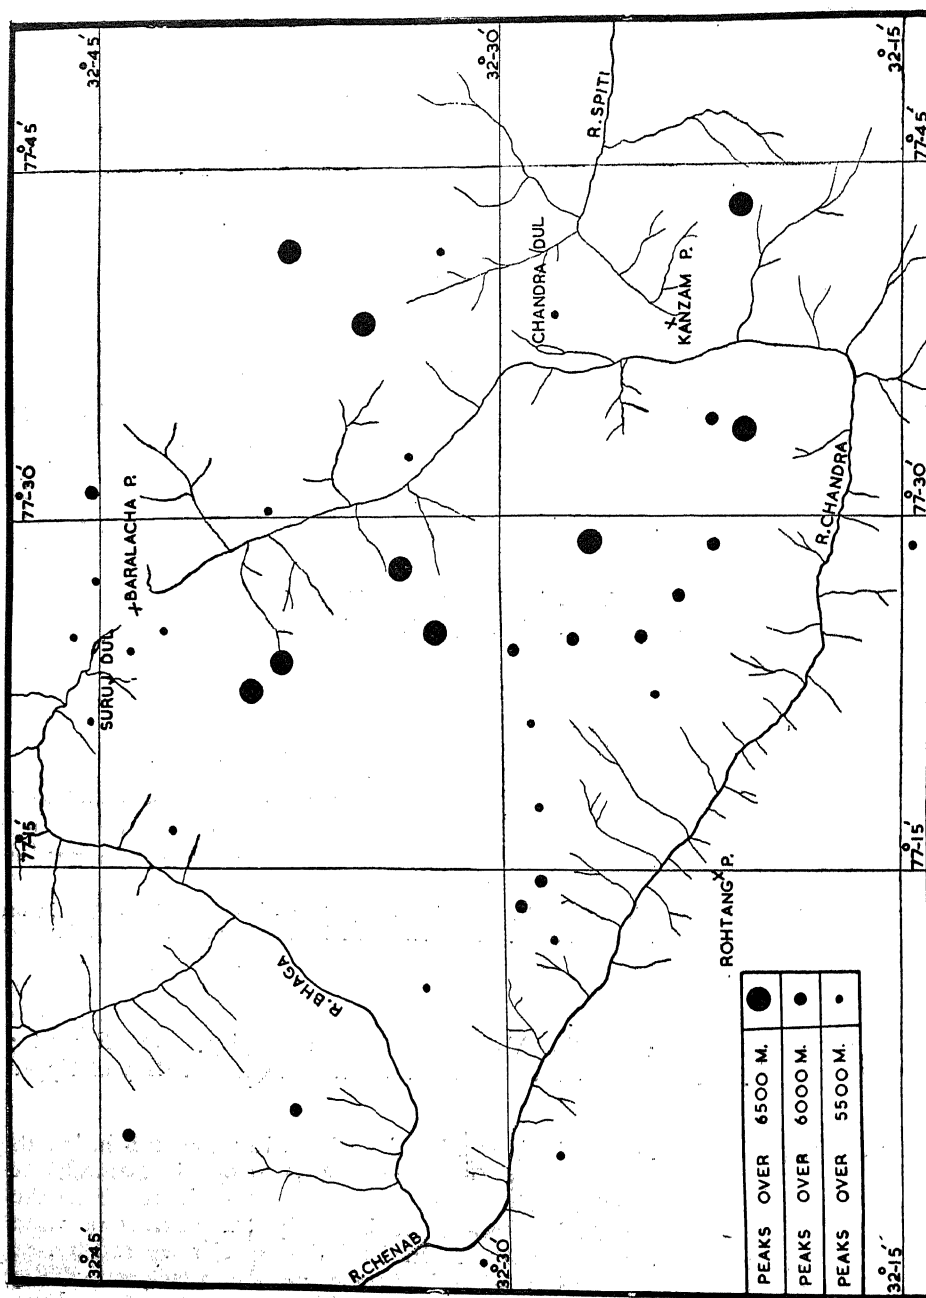 77°-15'
77°-30'
77°-45'
32°-45'
32°-45'
SURUJ DUL
BARALACHA P.
R. BHAGA
R. CHENAB
32°-30'
CHANDRA DUL
R. SPITI
32°-30'
KANZAM P.
ROHTANG P.
R. CHANDRA
PEAKS OVER 6500 M.
PEAKS OVER 6000 M.
PEAKS OVER 5500 M.
32°-15'
32°-15'
77°-15'
77°-30'
77°-45'